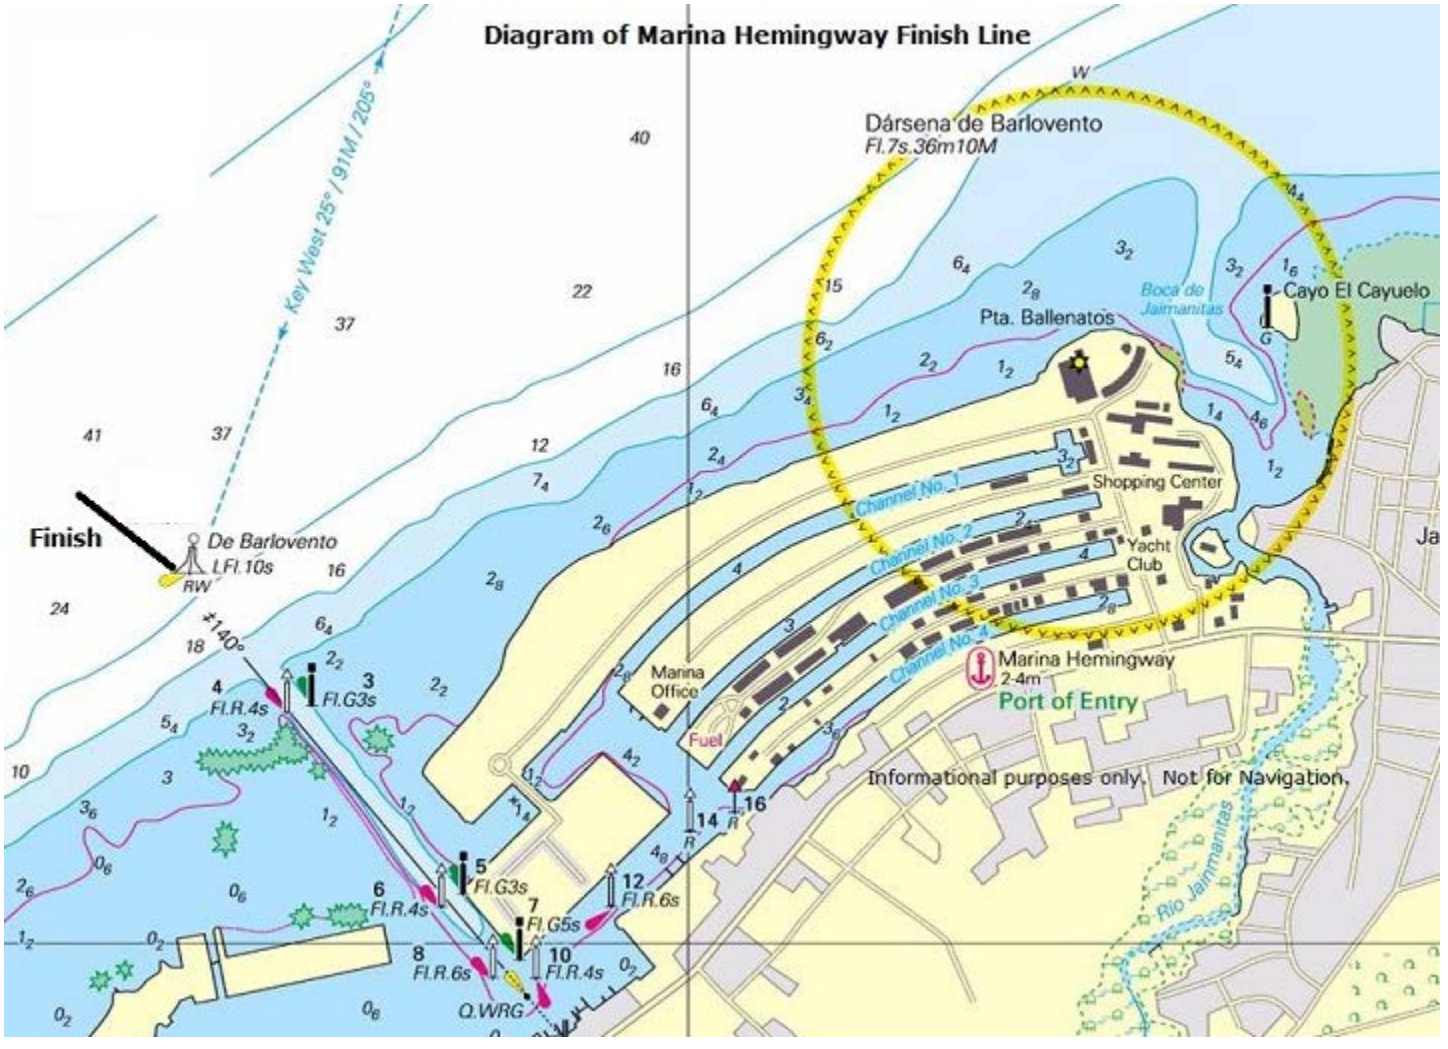 Diagram of Marina Hemingway Finish Line
W
Key West 25° / 91M / 205°
40
Dársena de Barlovento
Fl.7s.36m10M
4₄
3₂
6₄
3₂
1₆
15
22
2₈
Boca de
Jaimanitas
Cayo El Cayuelo
37
Pta. Ballenatos
G
6₂
16
2₂
1₂
5₄
3₄
6₄
1₂
1₄
4₆
41
37
12
2₄
3₂
1₂
7₄
1₂
Channel No. 1
Shopping Center
2₆
2₄
Finish
De Barlovento
LFl.10s
Channel No. 2
Yacht
Club
Ja
RW
16
2₈
4
4
24
Channel No. 3
2₈
‡140°
18
6₄
3
Channel No. 4
2₂
Marina
Office
2₈
Marina Hemingway
2-4m
Port of Entry
4
Fl.R.4s
3
Fl.G3s
2₂
2
5₄
3₂
Fuel
3₆
10
3
4₂
1₂
Informational purposes only. Not for Navigation.
3₆
1₂
1₂
1₄
16
R
14
R
0₆
4₈
Río Jaimanitas
2₆
0₆
6
Fl.R.4s
5
Fl.G3s
12
Fl.R.6s
7
Fl.G5s
1₂
0₂
8
Fl.R.6s
10
Fl.R.4s
0₂
0₂
0₆
Q.WRG
0